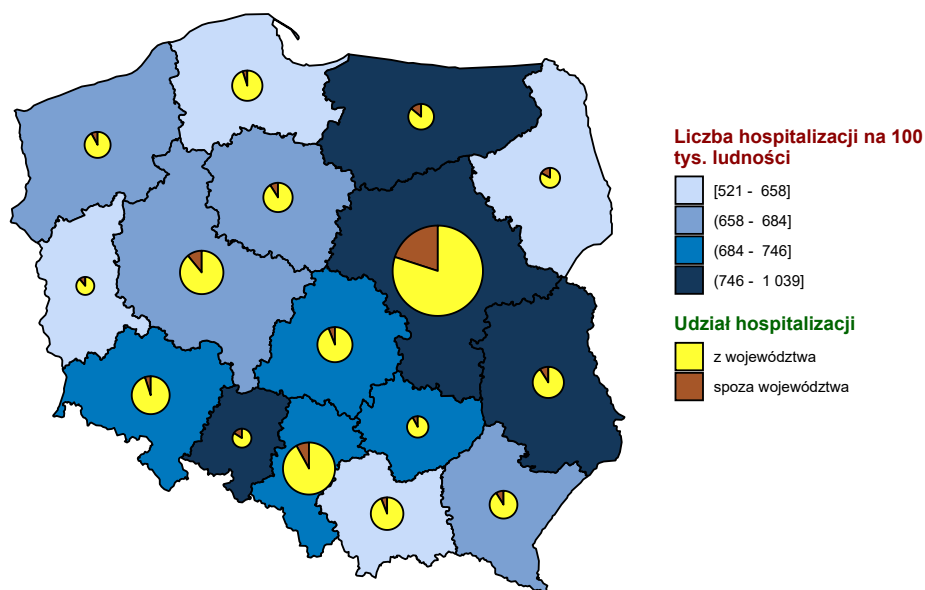 Liczba hospitalizacji na 100
tys. ludności
[521 - 658]
(658 - 684]
(684 - 746]
(746 - 1 039]
Udział hospitalizacji
z województwa
spoza województwa